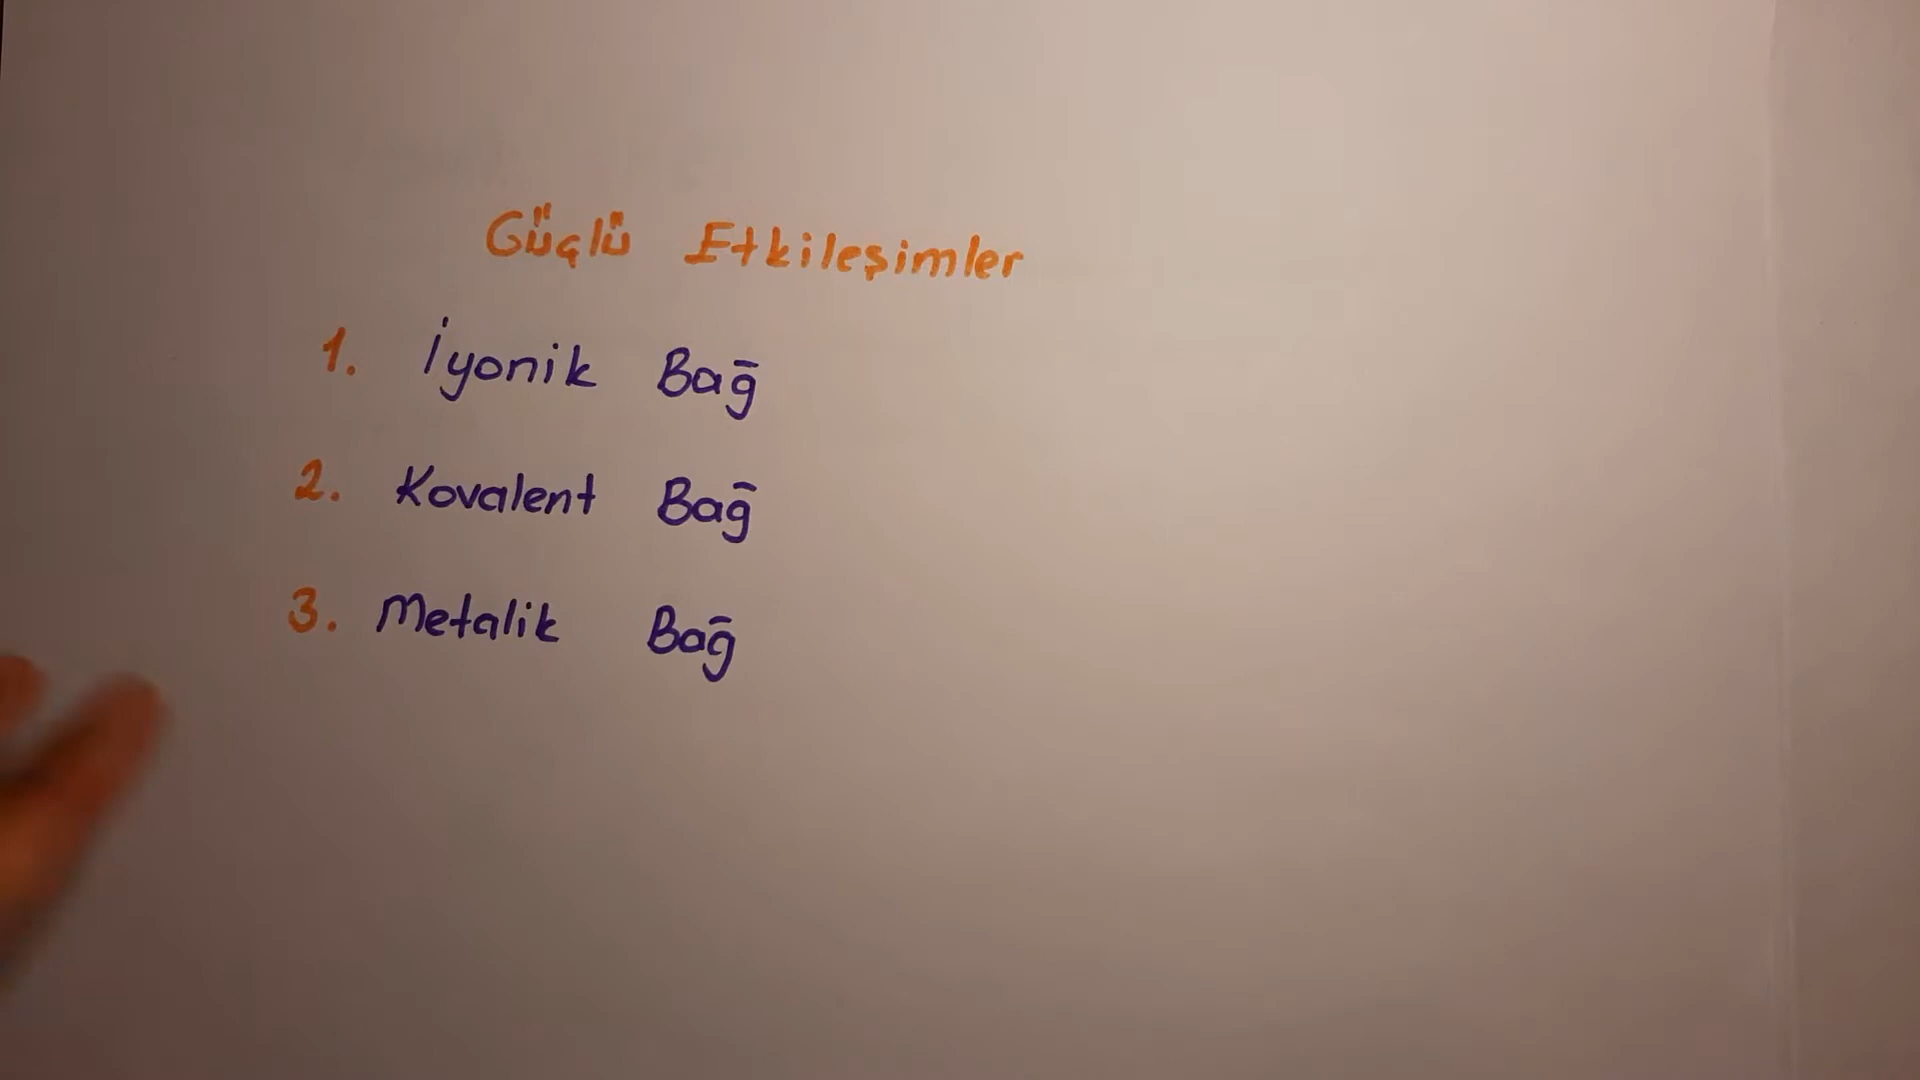 Güçlü Etkileşimler
1. İyonik Bağ
2. Kovalent Bağ
3. Metalik Bağ